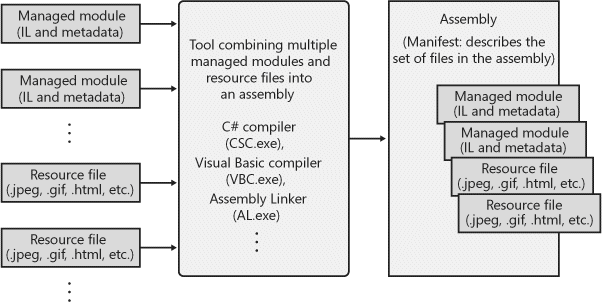 Managed module
(IL and metadata)
Managed module
(IL and metadata)
Resource file
(.jpeg, .gif, .html, etc.)
Resource file
(.jpeg, .gif, .html, etc.)
Tool combining multiple
managed modules and
resource files into
an assembly
C# compiler
(CSC.exe),
Visual Basic compiler
(VBC.exe),
Assembly Linker
(AL.exe)
Assembly
(Manifest: describes the
set of files in the assembly)
Managed module
(IL and metadata)
Managed module
(IL and metadata)
Resource file
(.jpeg, .gif, .html, etc.)
Resource file
(.jpeg, .gif, .html, etc.)